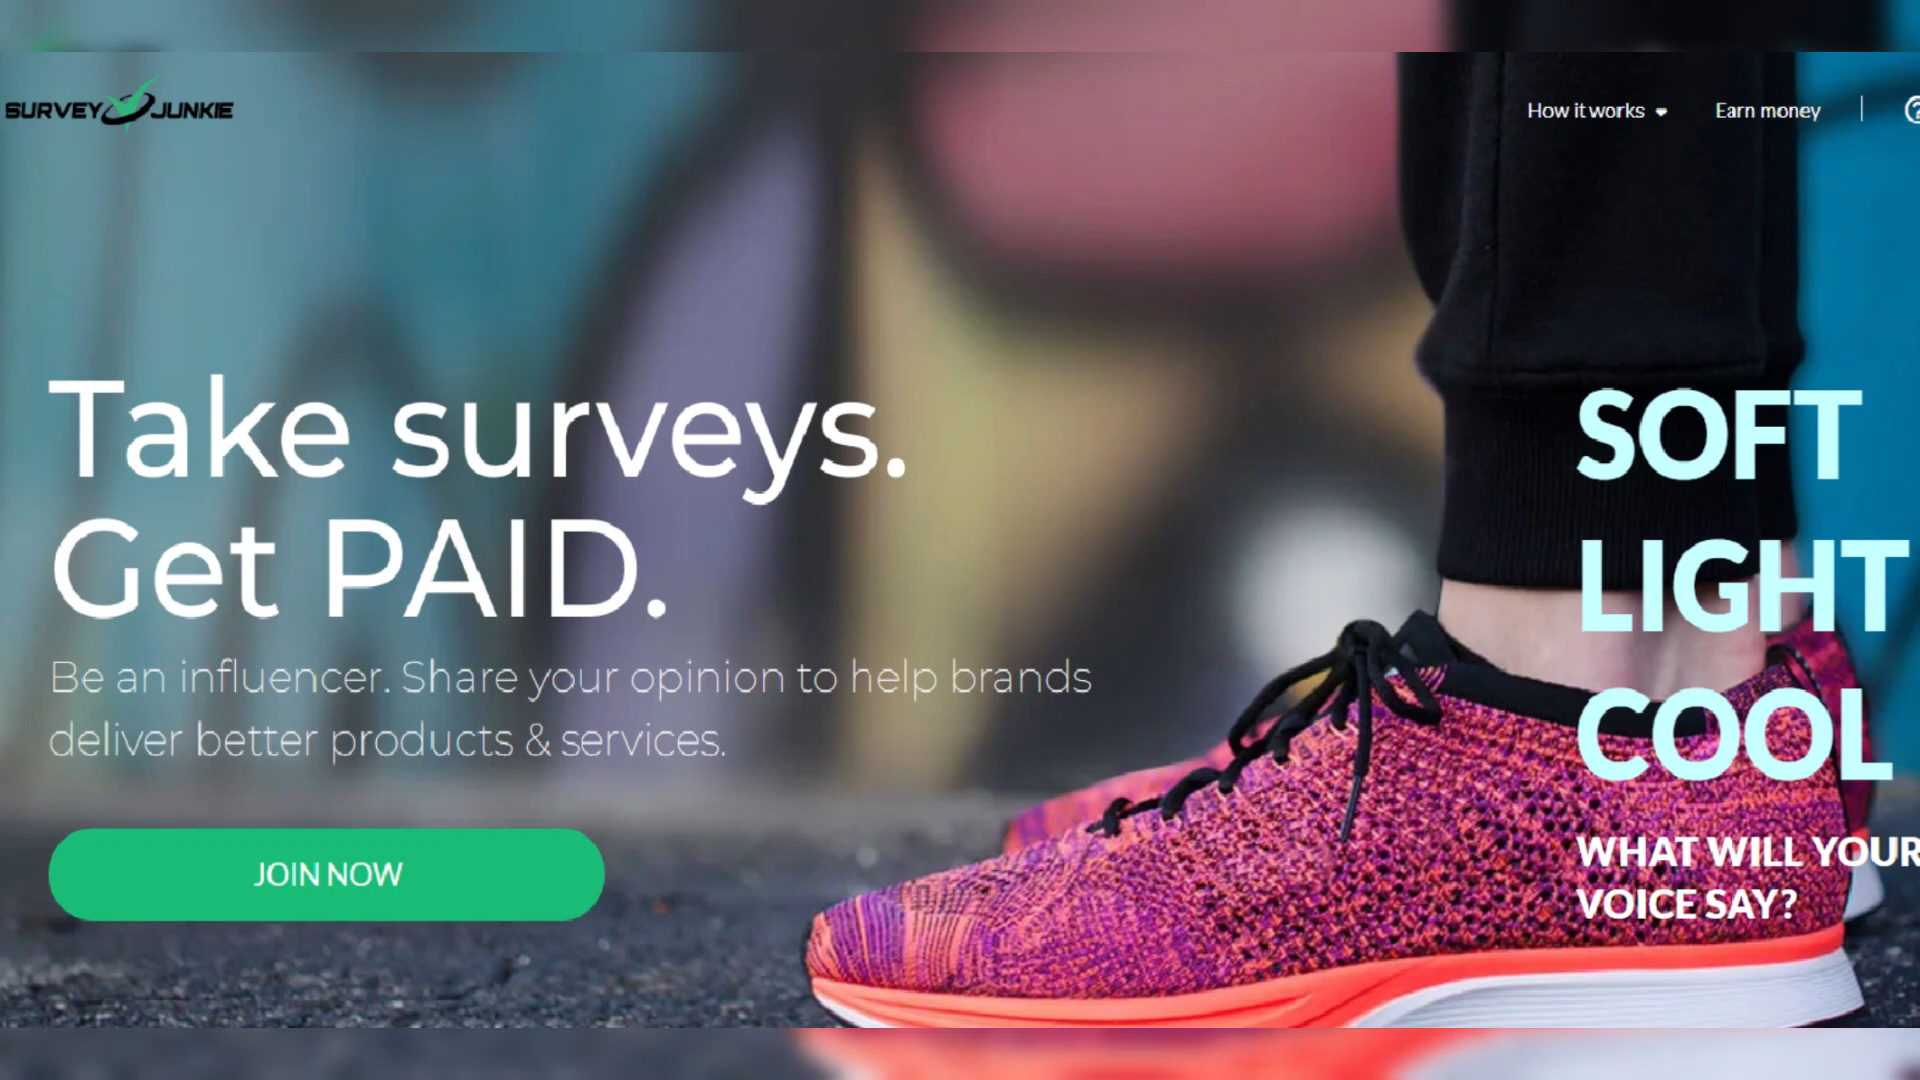 SURVEY JUNKIE
How it works
Earn money
Take surveys.
Get PAID.
Be an influencer. Share your opinion to help brands
deliver better products & services.
JOIN NOW
SOFT
LIGHT
COOL
WHAT WILL YOUR
VOICE SAY?